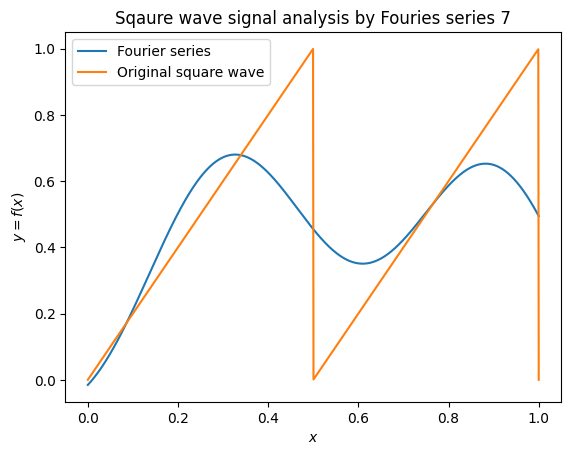 Sqaure wave signal analysis by Fouries series 7
Fourier series
Original square wave
1.0
0.8
0.6
0.4
0.2
0.0
y = f(x)
0.0 0.2 0.4 0.6 0.8 1.0
x